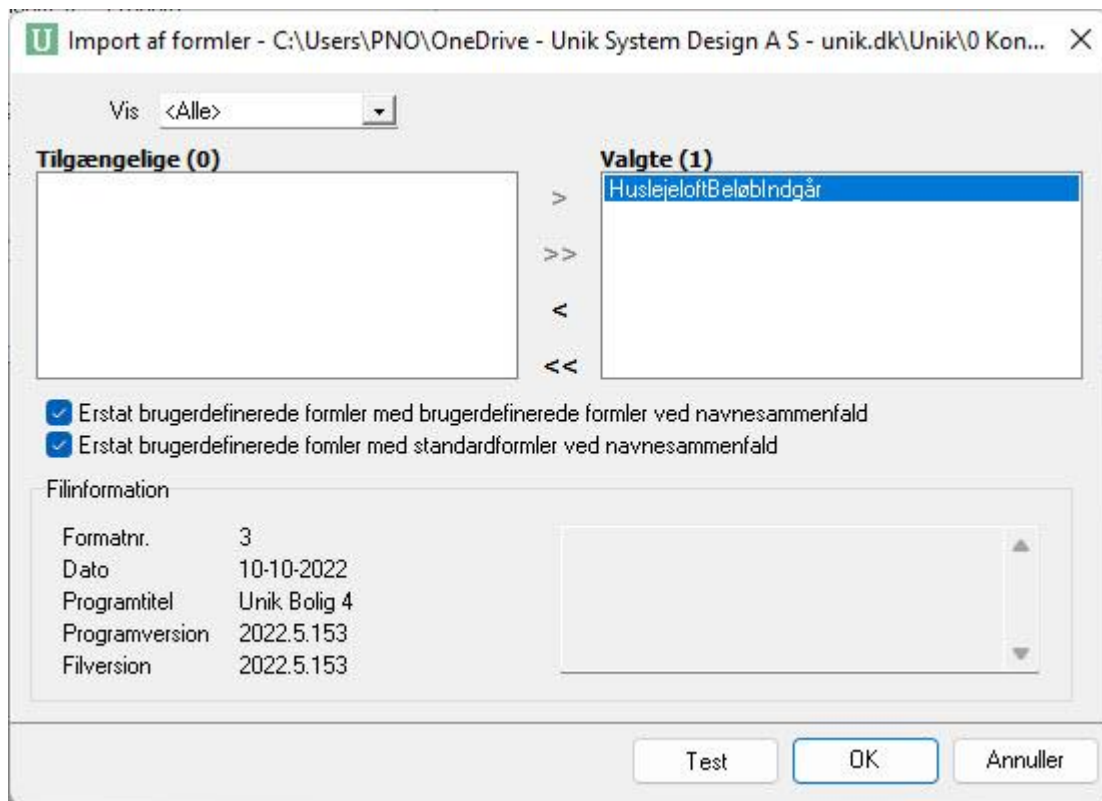 U Import af formler - C:\Users\PNO\OneDrive - Unik System Design A S - unik.dk\Unik\0 Kon...
Vis <Alle>
Tilgængelige (0)
Valgte (1)
HuslejeloftBeløbIndgår
>
>>
<
<<
Erstat brugerdefinerede formler med brugerdefinerede formler ved navnesammenfald
Erstat brugerdefinerede fomler med standardformler ved navnesammenfald
Filinformation
Formatnr. 3
Dato 10-10-2022
Programtitel Unik Bolig 4
Programversion 2022.5.153
Filversion 2022.5.153
Test OK Annuller